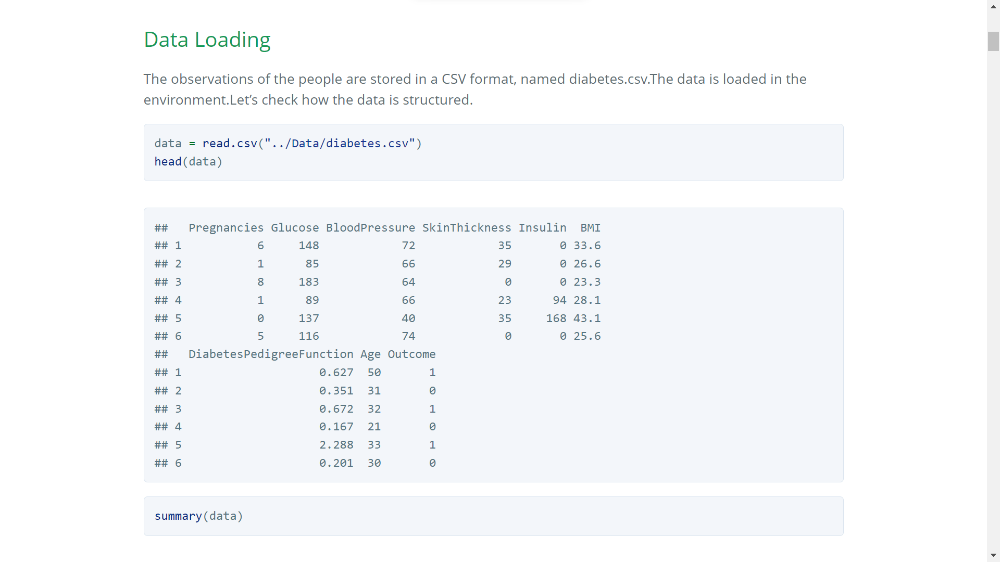 Data Loading
The observations of the people are stored in a CSV format, named diabetes.csv.The data is loaded in the
environment.Let’s check how the data is structured.
data = read.csv("../Data/diabetes.csv")
head(data)
##   Pregnancies Glucose BloodPressure SkinThickness Insulin  BMI
## 1           6     148            72            35       0 33.6
## 2           1      85            66            29       0 26.6
## 3           8     183            64             0       0 23.3
## 4           1      89            66            23      94 28.1
## 5           0     137            40            35     168 43.1
## 6           5     116            74             0       0 25.6
##   DiabetesPedigreeFunction Age Outcome
## 1                    0.627  50       1
## 2                    0.351  31       0
## 3                    0.672  32       1
## 4                    0.167  21       0
## 5                    2.288  33       1
## 6                    0.201  30       0
summary(data)